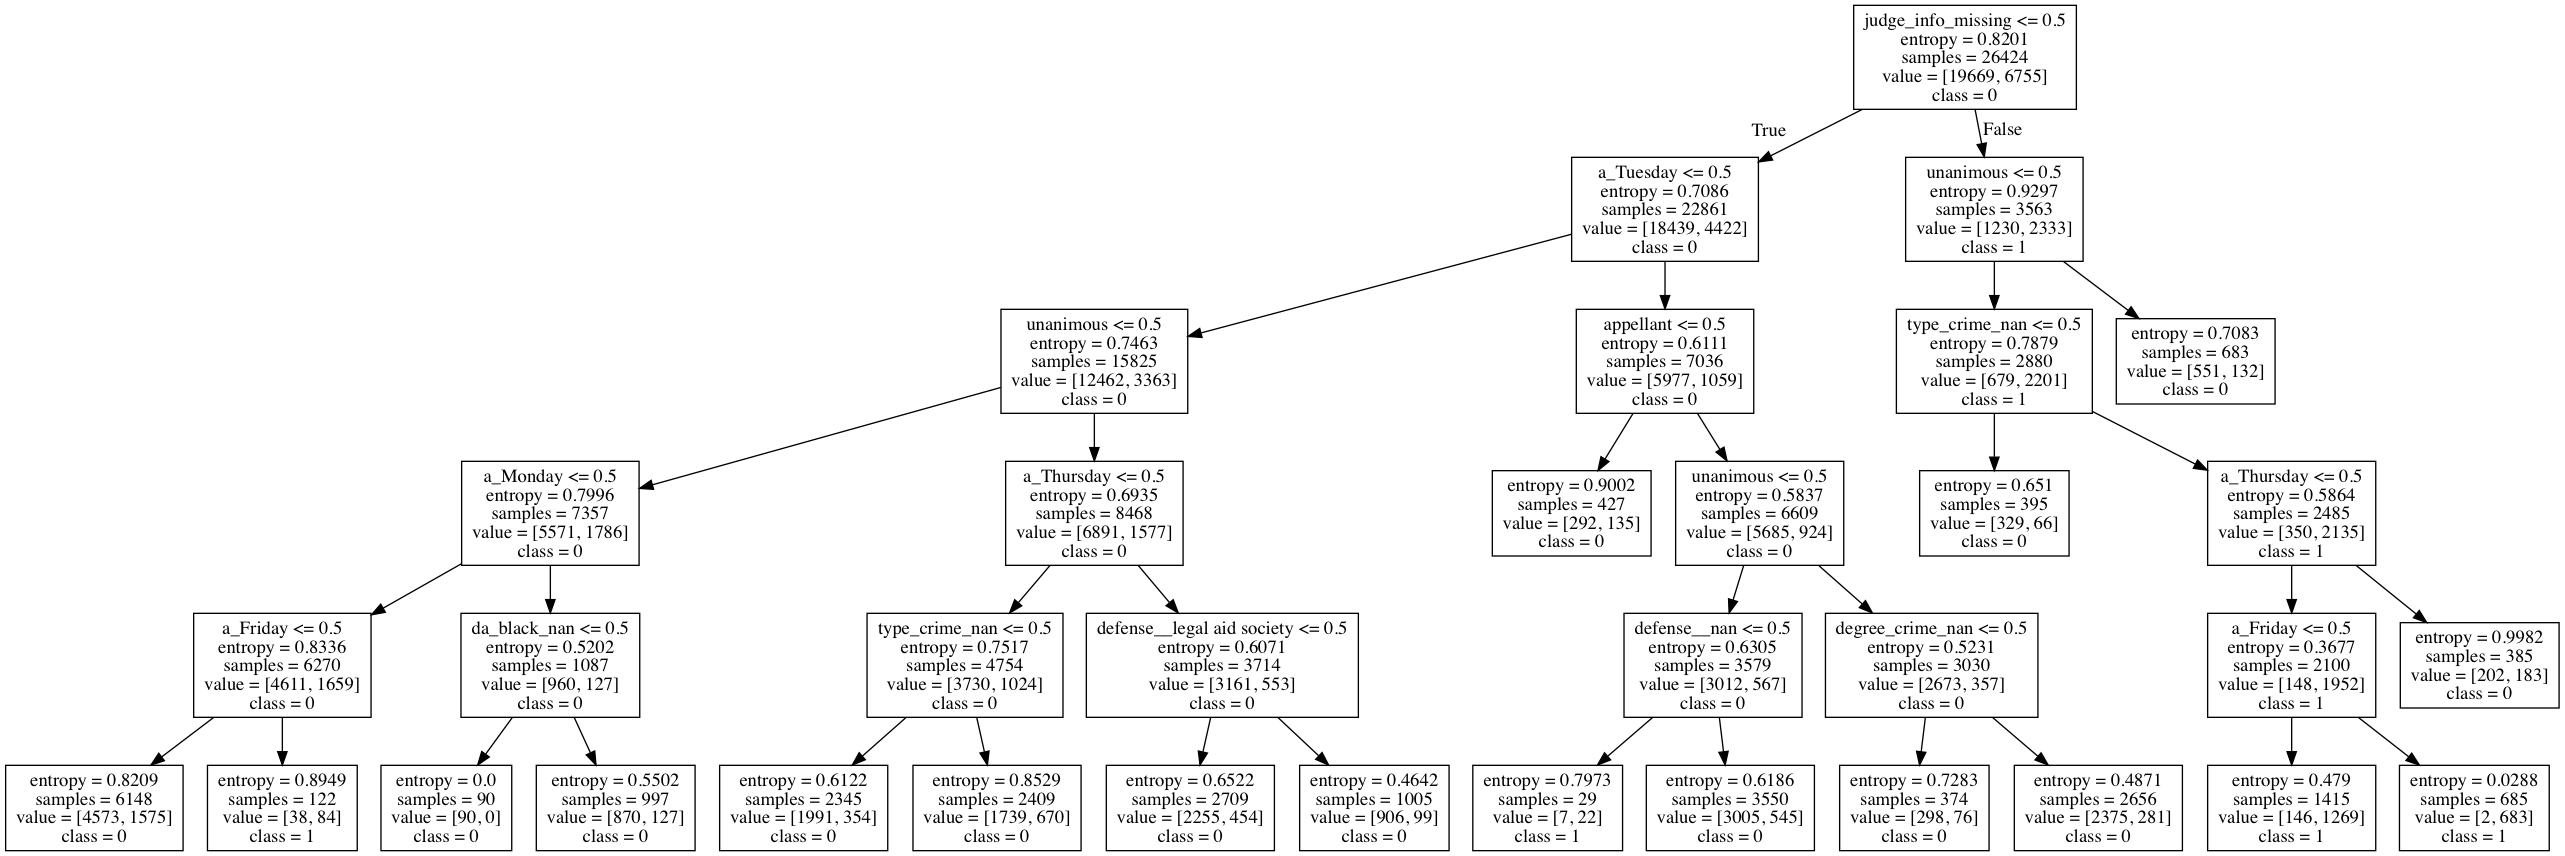 judge_info_missing <= 0.5
entropy = 0.8201
samples = 26424
value = [19669, 6755]
class = 0
True
False
a_Tuesday <= 0.5
entropy = 0.7086
samples = 22861
value = [18439, 4422]
class = 0
unanimous <= 0.5
entropy = 0.9297
samples = 3563
value = [1230, 2333]
class = 1
unanimous <= 0.5
entropy = 0.7463
samples = 15825
value = [12462, 3363]
class = 0
appellant <= 0.5
entropy = 0.6111
samples = 7036
value = [5977, 1059]
class = 0
type_crime_nan <= 0.5
entropy = 0.7879
samples = 2880
value = [679, 2201]
class = 1
entropy = 0.7083
samples = 683
value = [551, 132]
class = 0
a_Monday <= 0.5
entropy = 0.7996
samples = 7357
value = [5571, 1786]
class = 0
a_Thursday <= 0.5
entropy = 0.6935
samples = 8468
value = [6891, 1577]
class = 0
entropy = 0.9002
samples = 427
value = [292, 135]
class = 0
unanimous <= 0.5
entropy = 0.5837
samples = 6609
value = [5685, 924]
class = 0
entropy = 0.651
samples = 395
value = [329, 66]
class = 0
a_Thursday <= 0.5
entropy = 0.5864
samples = 2485
value = [350, 2135]
class = 1
a_Friday <= 0.5
entropy = 0.8336
samples = 6270
value = [4611, 1659]
class = 0
da_black_nan <= 0.5
entropy = 0.5202
samples = 1087
value = [960, 127]
class = 0
type_crime_nan <= 0.5
entropy = 0.7517
samples = 4754
value = [3730, 1024]
class = 0
defense__legal aid society <= 0.5
entropy = 0.6071
samples = 3714
value = [3161, 553]
class = 0
defense__nan <= 0.5
entropy = 0.6305
samples = 3579
value = [3012, 567]
class = 0
degree_crime_nan <= 0.5
entropy = 0.5231
samples = 3030
value = [2673, 357]
class = 0
a_Friday <= 0.5
entropy = 0.3677
samples = 2100
value = [148, 1952]
class = 1
entropy = 0.9982
samples = 385
value = [202, 183]
class = 0
entropy = 0.8209
samples = 6148
value = [4573, 1575]
class = 0
entropy = 0.8949
samples = 122
value = [38, 84]
class = 1
entropy = 0.0
samples = 90
value = [90, 0]
class = 0
entropy = 0.5502
samples = 997
value = [870, 127]
class = 0
entropy = 0.6122
samples = 2345
value = [1991, 354]
class = 0
entropy = 0.8529
samples = 2409
value = [1739, 670]
class = 0
entropy = 0.6522
samples = 2709
value = [2255, 454]
class = 0
entropy = 0.4642
samples = 1005
value = [906, 99]
class = 0
entropy = 0.7973
samples = 29
value = [7, 22]
class = 1
entropy = 0.6186
samples = 3550
value = [3005, 545]
class = 0
entropy = 0.7283
samples = 374
value = [298, 76]
class = 0
entropy = 0.4871
samples = 2656
value = [2375, 281]
class = 0
entropy = 0.479
samples = 1415
value = [146, 1269]
class = 1
entropy = 0.0288
samples = 685
value = [2, 683]
class = 1